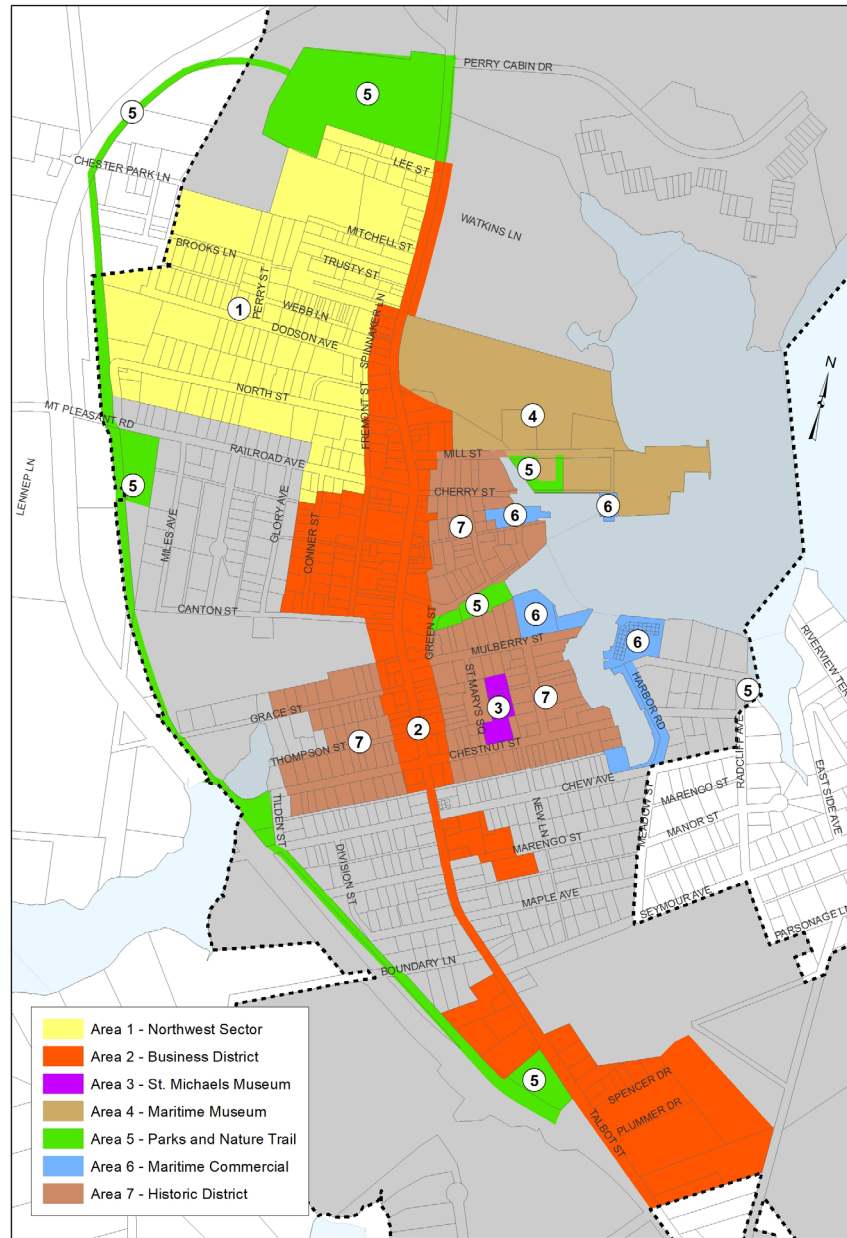 PERRY CABIN DR
5
5
CHESTER PARK LN
LEE ST
WATKINS LN
MITCHELL ST
BROOKS LN
TRUSTY ST
PERRY ST
1
WEBB LN
DODSON AVE
SPINNAKER LN
N
NORTH ST
FREMONT ST
MT PLEASANT RD
4
RAILROAD AVE
MILL ST
5
LENNEP LN
5
GLORY AVE
CHERRY ST
6
6
MILES AVE
CONNER ST
7
CANTON ST
5
6
GREEN ST
MULBERRY ST
6
RIVERVIEW TER
ST MARYS SQ
7
HARBOR RD
5
GRACE ST
3
2
7
THOMPSON ST
CHESTNUT ST
RADCLIFF AVE
CHEW AVE
EAST SIDE AVE
TILDEN ST
NEW LN
MEADOW ST
MARENGO ST
MANOR ST
DIVISION ST
MARENGO ST
MAPLE AVE
SEYMOUR AVE
PARSONAGE LN
BOUNDARY LN
5
SPENCER DR
PLUMMER DR
TALBOT ST
Area 1 - Northwest Sector
Area 2 - Business District
Area 3 - St. Michaels Museum
Area 4 - Maritime Museum
Area 5 - Parks and Nature Trail
Area 6 - Maritime Commercial
Area 7 - Historic District